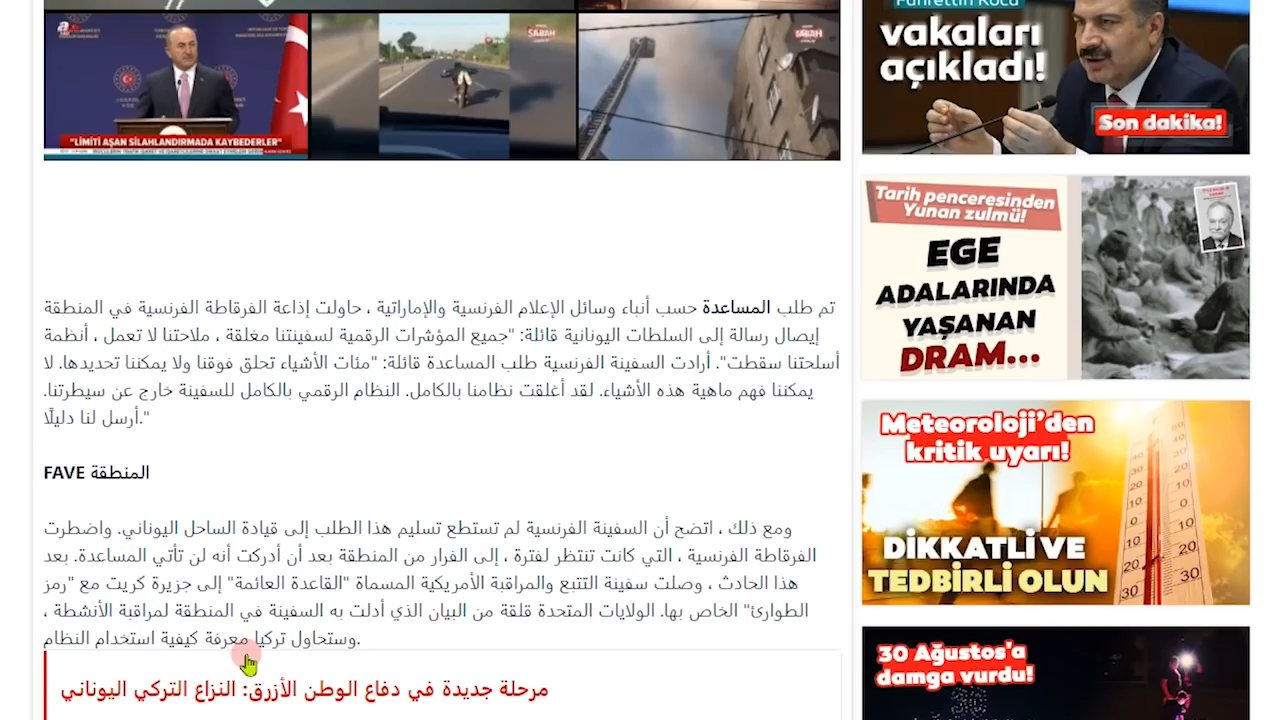 "LİMİTİ AŞAN SİLAHLANDIRMADA KAYBEDERLER"
SABAH
SABAH
تم طلب المساعدة حسب أنباء وسائل الإعلام الفرنسية والإماراتية ، حاولت إذاعة الفرقاطة الفرنسية في المنطقة
إيصال رسالة إلى السلطات اليونانية قائلة: "جميع المؤشرات الرقمية لسفينتنا مغلقة ، ملاحتنا لا تعمل ، أنظمة
أسلحتنا سقطت". أرادت السفينة الفرنسية طلب المساعدة قائلة: "مئات الأشياء تحلق فوقنا ولا يمكننا تحديدها. لا
يمكننا فهم ماهية هذه الأشياء. لقد أغلقت نظامنا بالكامل. النظام الرقمي بالكامل للسفينة خارج عن سيطرتنا.
أرسل لنا دليلًا."
المنطقة FAVE
ومع ذلك ، اتضح أن السفينة الفرنسية لم تستطع تسليم هذا الطلب إلى قيادة الساحل اليوناني. واضطرت
الفرقاطة الفرنسية ، التي كانت تنتظر لفترة ، إلى الفرار من المنطقة بعد أن أدركت أنه لن تأتي المساعدة. بعد
هذا الحادث ، وصلت سفينة التتبع والمراقبة الأمريكية المسماة "القاعدة العائمة" إلى جزيرة كريت مع "رمز
الطوارئ" الخاص بها. الولايات المتحدة قلقة من البيان الذي أدلت به السفينة في المنطقة لمراقبة الأنشطة ،
وستحاول تركيا معرفة كيفية استخدام النظام.
مرحلة جديدة في دفاع الوطن الأزرق: النزاع التركي اليوناني
Fahrettin Koca
vakaları
açıkladı!
Son dakika!
Tarih penceresinden
Yunan zulmü!
EGE
ADALARINDA
YAŞANAN
DRAM...
Meteoroloji'den
kritik uyarı!
DİKKATLİ VE
TEDBİRLİ OLUN
30 Ağustos'a
damga vurdu!